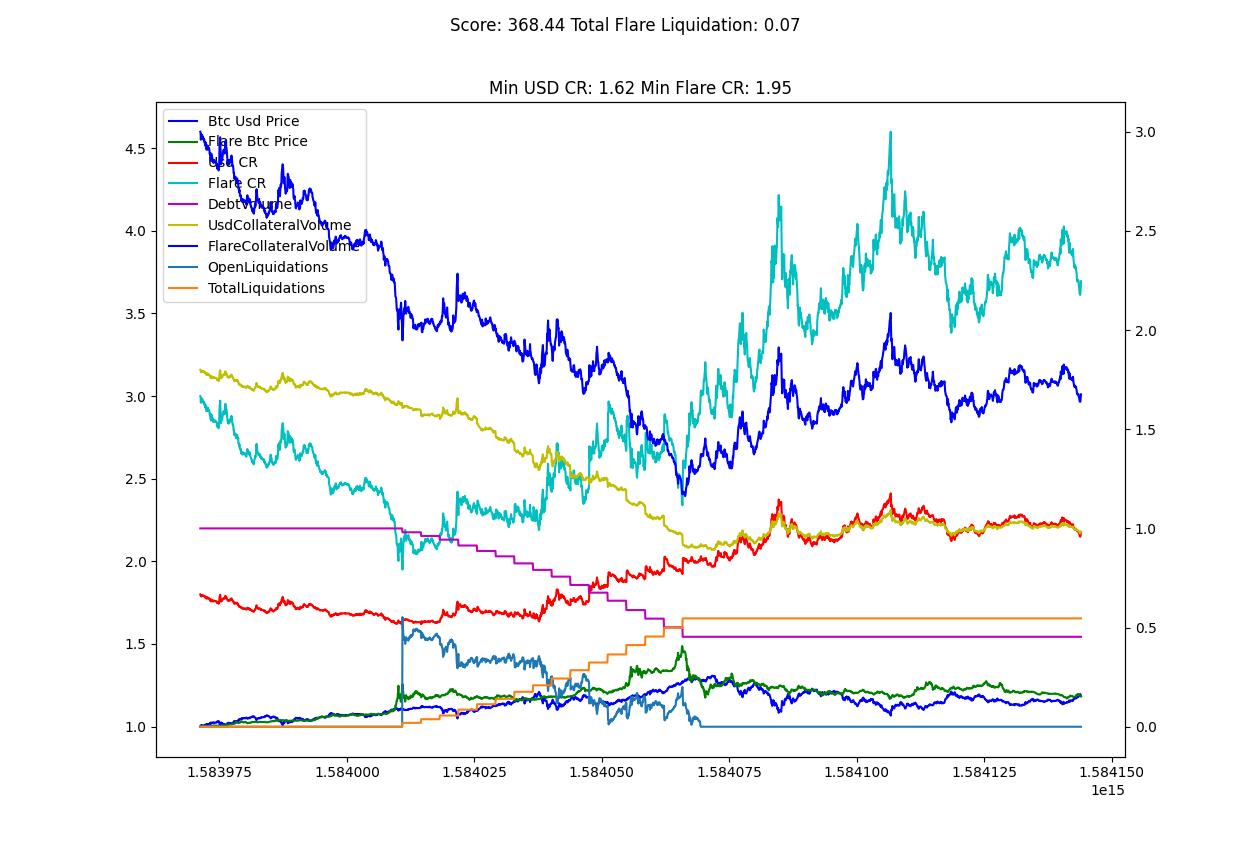 Score: 368.44 Total Flare Liquidation: 0.07
Min USD CR: 1.62 Min Flare CR: 1.95
Btc Usd Price
Flare Btc Price
Usd CR
Flare CR
DebtVolume
UsdCollateralVolume
FlareCollateralVolume
OpenLiquidations
TotalLiquidations
4.5
4.0
3.5
3.0
2.5
2.0
1.5
1.0
3.0
2.5
2.0
1.5
1.0
0.5
0.0
1.583975 1.584000 1.584025 1.584050 1.584075 1.584100 1.584125 1.584150
1e15